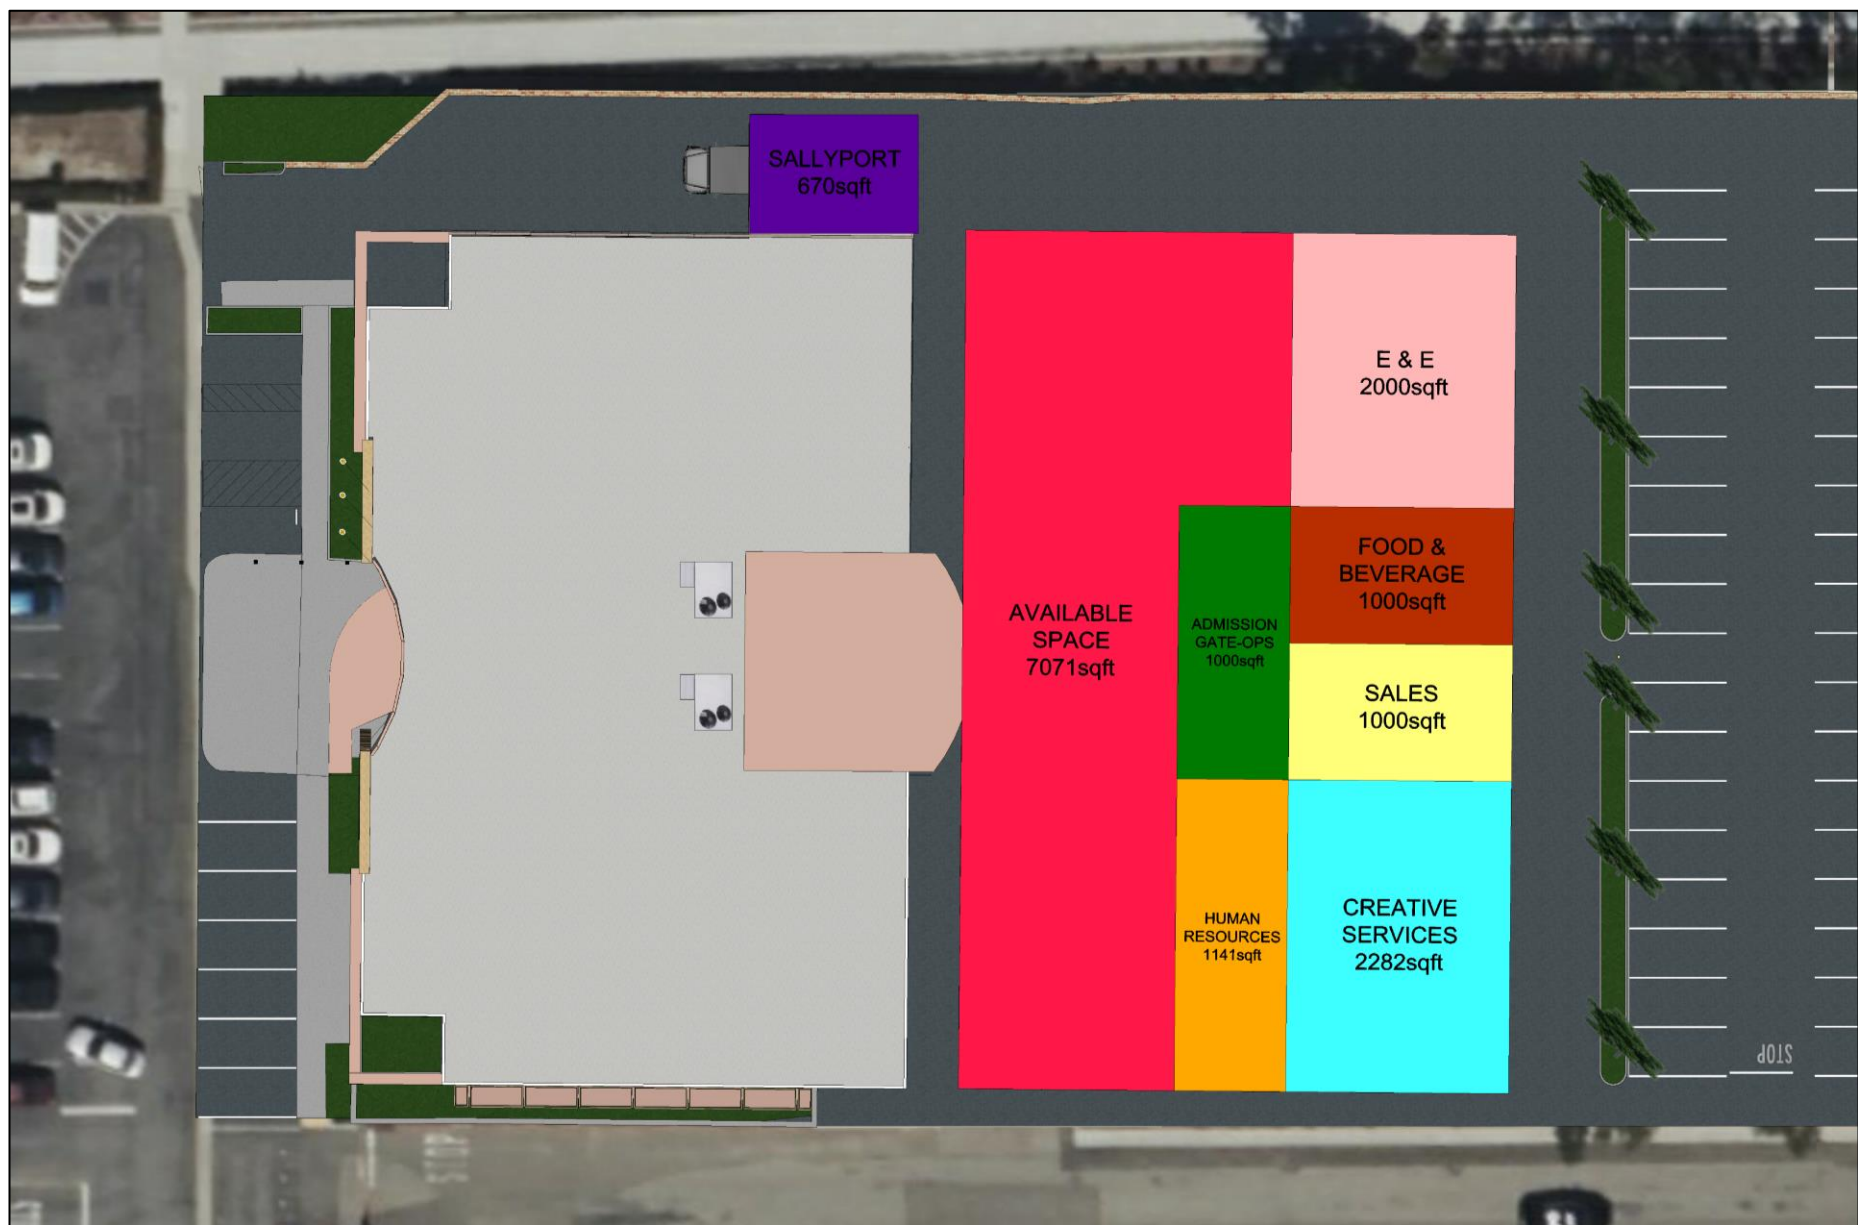 SALLYPORT
670sqft
E & E
2000sqft
FOOD &
BEVERAGE
1000sqft
AVAILABLE
SPACE
7071sqft
ADMISSION
GATE-OPS
1000sqft
SALES
1000sqft
HUMAN
RESOURCES
1141sqft
CREATIVE
SERVICES
2282sqft
STOP
STOP